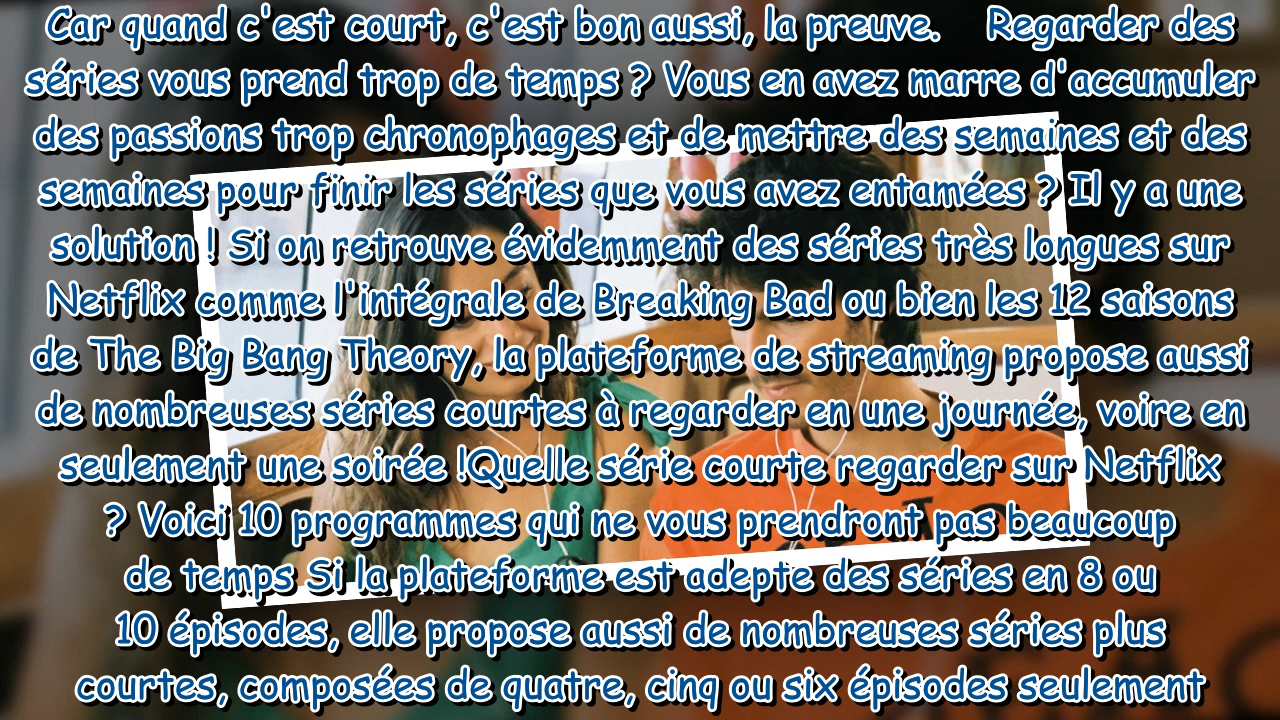 Car quand c'est court, c'est bon aussi, la preuve. Regarder des
séries vous prend trop de temps ? Vous en avez marre d'accumuler
des passions trop chronophages et de mettre des semaines et des
semaines pour finir les séries que vous avez entamées ? Il y a une
solution ! Si on retrouve évidemment des séries très longues sur
Netflix comme l'intégrale de Breaking Bad ou bien les 12 saisons
de The Big Bang Theory, la plateforme de streaming propose aussi
de nombreuses séries courtes à regarder en une journée, voire en
seulement une soirée !Quelle série courte regarder sur Netflix
? Voici 10 programmes qui ne vous prendront pas beaucoup
de temps Si la plateforme est adepte des séries en 8 ou
10 épisodes, elle propose aussi de nombreuses séries plus
courtes, composées de quatre, cinq ou six épisodes seulement